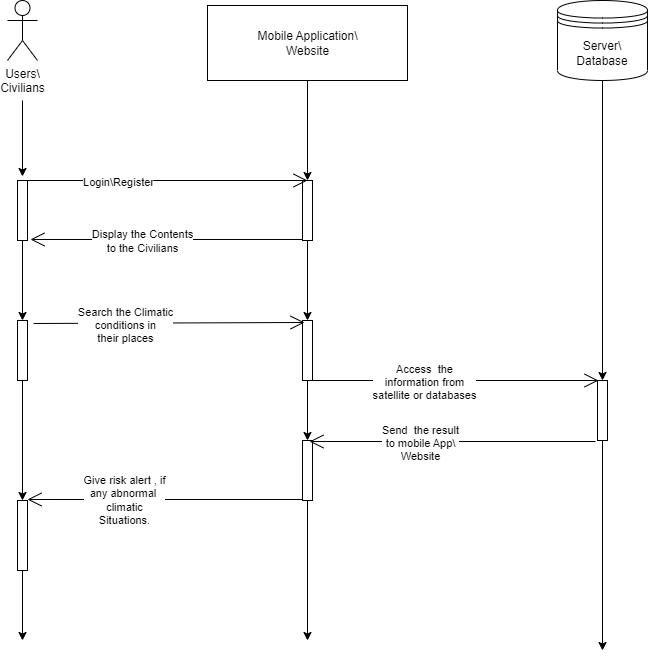 Mobile Application\
Website
Server\
Database
Users\
Civilians
Login\Register
Display the Contents
to the Civilians
Search the Climatic
conditions in
their places
Access the
information from
satellite or databases
Send the result
to mobile App\
Website
Give risk alert , if
any abnormal
climatic
Situations.